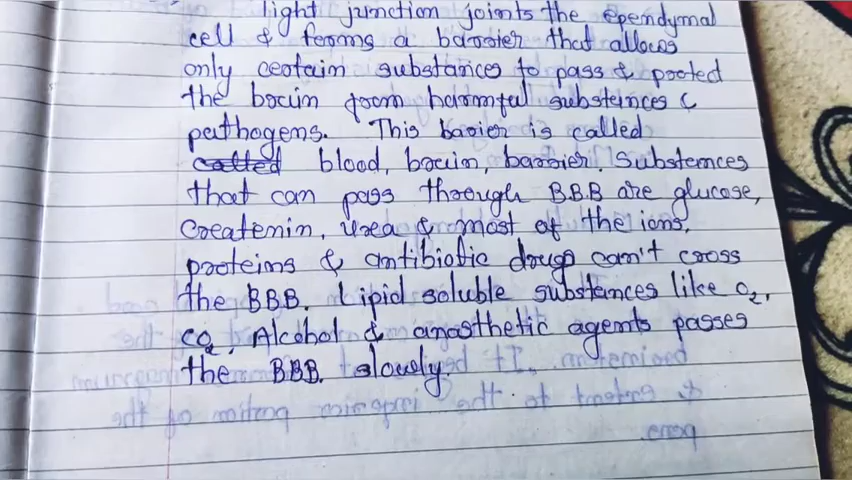 tight junction joints the ependymal
cell & forms a barrier that allows
only certain substances to pass & protect
the brain from harmful substances &
pathogens. This barier is called
called blood, brain, barrier. Substances
that can pass through B.B.B are glucose,
Createnin, Urea & most of the ions,
proteins & antibiotic drugs can't cross
the BBB. Lipid soluble substances like O2,
CO2, Alcohol & anasthetic agents passes
the B.B.B. slowly.